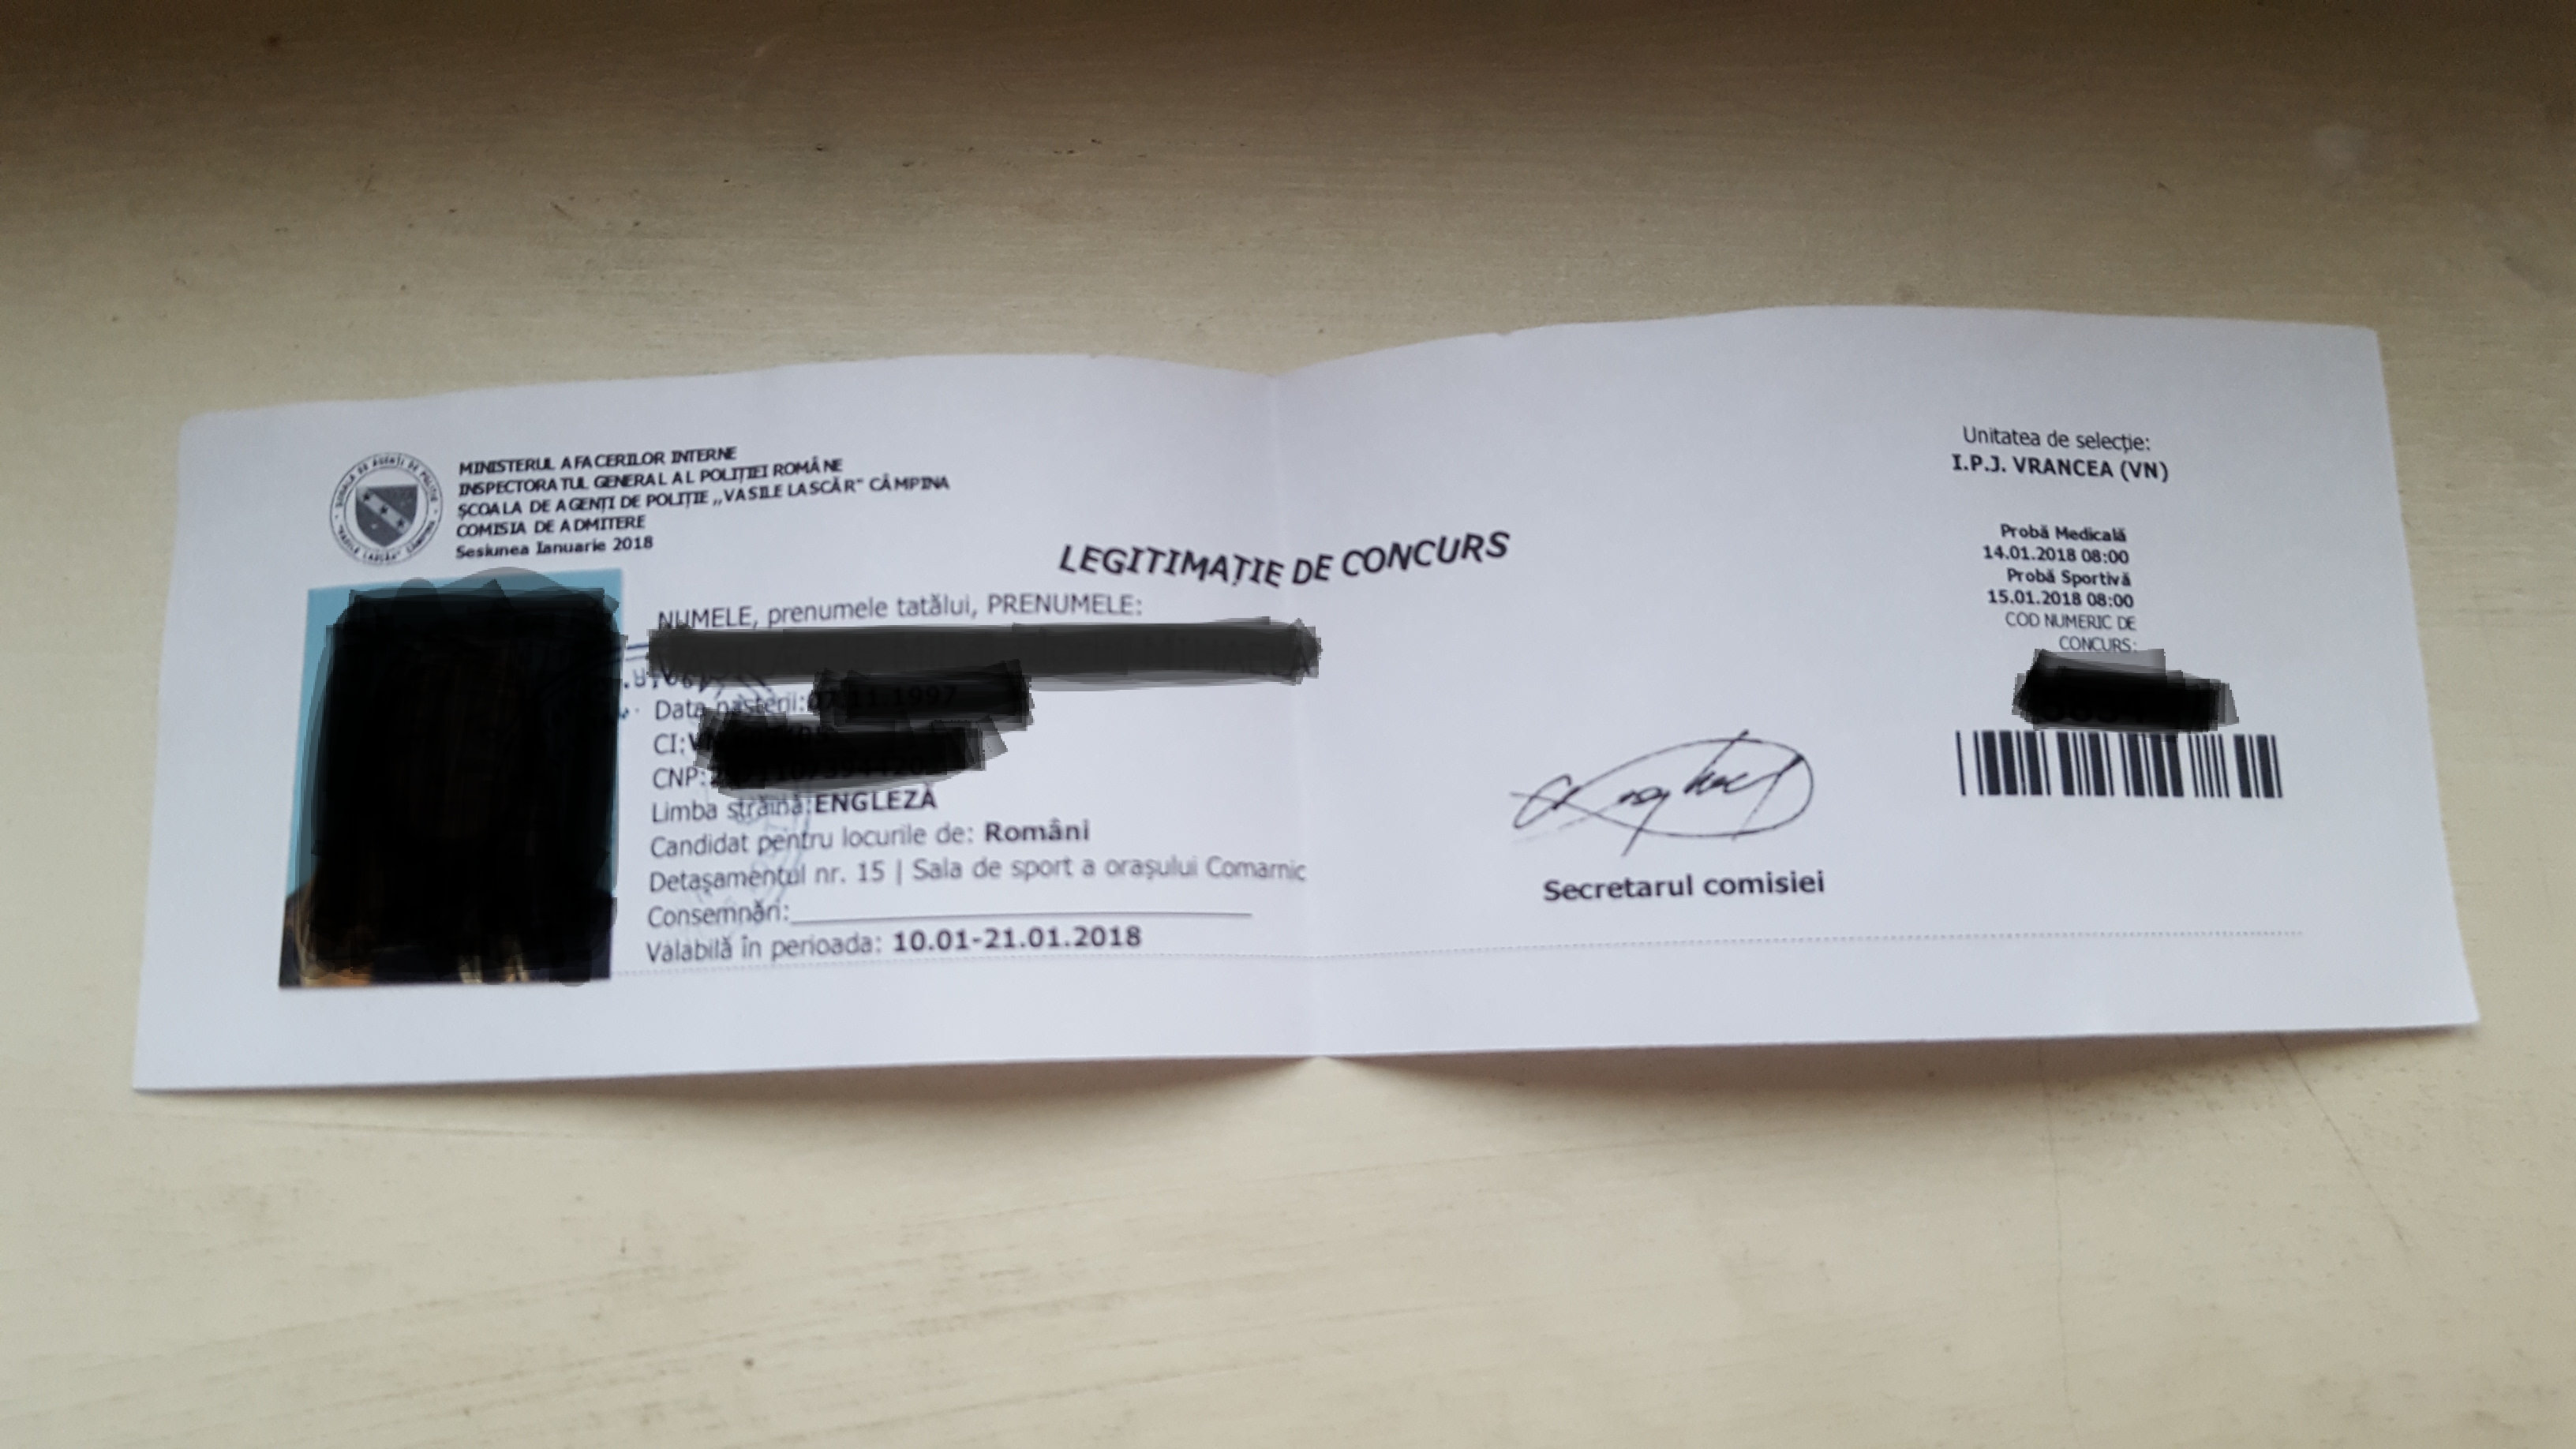 MINISTERUL AFACERILOR INTERNE
INSPECTORATUL GENERAL AL POLIȚIEI ROMÂNE
ȘCOALA DE AGENȚI DE POLIȚIE „VASILE LASCĂR" CÂMPINA
COMISIA DE ADMITERE
Sesiunea Ianuarie 2018
LEGITIMAȚIE DE CONCURS
NUMELE, prenumele tatălui, PRENUMELE:
Data nașterii:
CI:
CNP:
Limba străină:ENGLEZĂ
Candidat pentru locurile de: Români
Detașamentul nr. 15 | Sala de sport a orașului Comarnic
Consemnări:
Valabilă în perioada: 10.01-21.01.2018
Secretarul comisiei
Unitatea de selecție:
I.P.J. VRANCEA (VN)
Probă Medicală
14.01.2018 08:00
Probă Sportivă
15.01.2018 08:00
COD NUMERIC DE
CONCURS: